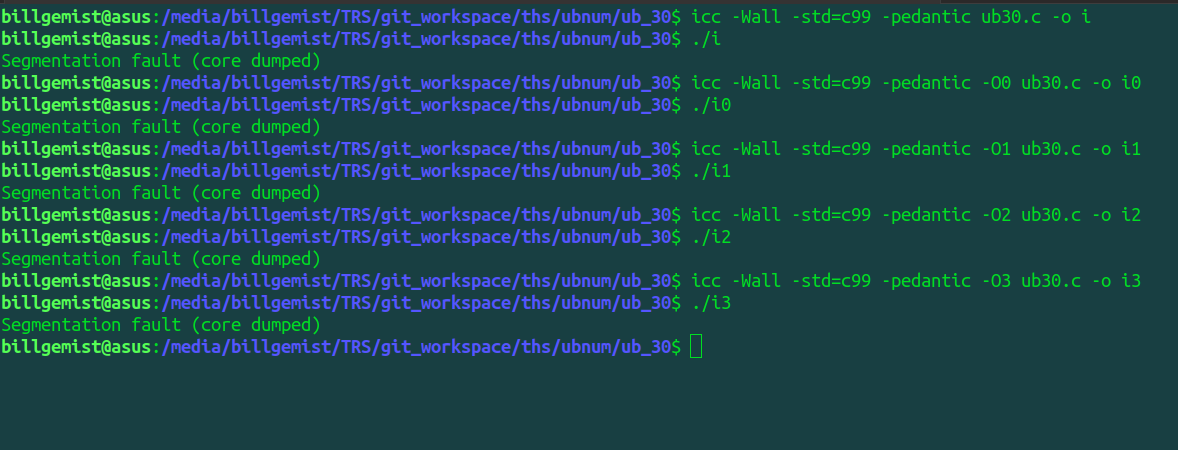 billgemist@asus:/media/billgemist/TRS/git_workspace/ths/ubnum/ub_30$ icc -Wall -std=c99 -pedantic ub30.c -o i
billgemist@asus:/media/billgemist/TRS/git_workspace/ths/ubnum/ub_30$ ./i
Segmentation fault (core dumped)
billgemist@asus:/media/billgemist/TRS/git_workspace/ths/ubnum/ub_30$ icc -Wall -std=c99 -pedantic -O0 ub30.c -o i0
billgemist@asus:/media/billgemist/TRS/git_workspace/ths/ubnum/ub_30$ ./i0
Segmentation fault (core dumped)
billgemist@asus:/media/billgemist/TRS/git_workspace/ths/ubnum/ub_30$ icc -Wall -std=c99 -pedantic -O1 ub30.c -o i1
billgemist@asus:/media/billgemist/TRS/git_workspace/ths/ubnum/ub_30$ ./i1
Segmentation fault (core dumped)
billgemist@asus:/media/billgemist/TRS/git_workspace/ths/ubnum/ub_30$ icc -Wall -std=c99 -pedantic -O2 ub30.c -o i2
billgemist@asus:/media/billgemist/TRS/git_workspace/ths/ubnum/ub_30$ ./i2
Segmentation fault (core dumped)
billgemist@asus:/media/billgemist/TRS/git_workspace/ths/ubnum/ub_30$ icc -Wall -std=c99 -pedantic -O3 ub30.c -o i3
billgemist@asus:/media/billgemist/TRS/git_workspace/ths/ubnum/ub_30$ ./i3
Segmentation fault (core dumped)
billgemist@asus:/media/billgemist/TRS/git_workspace/ths/ubnum/ub_30$